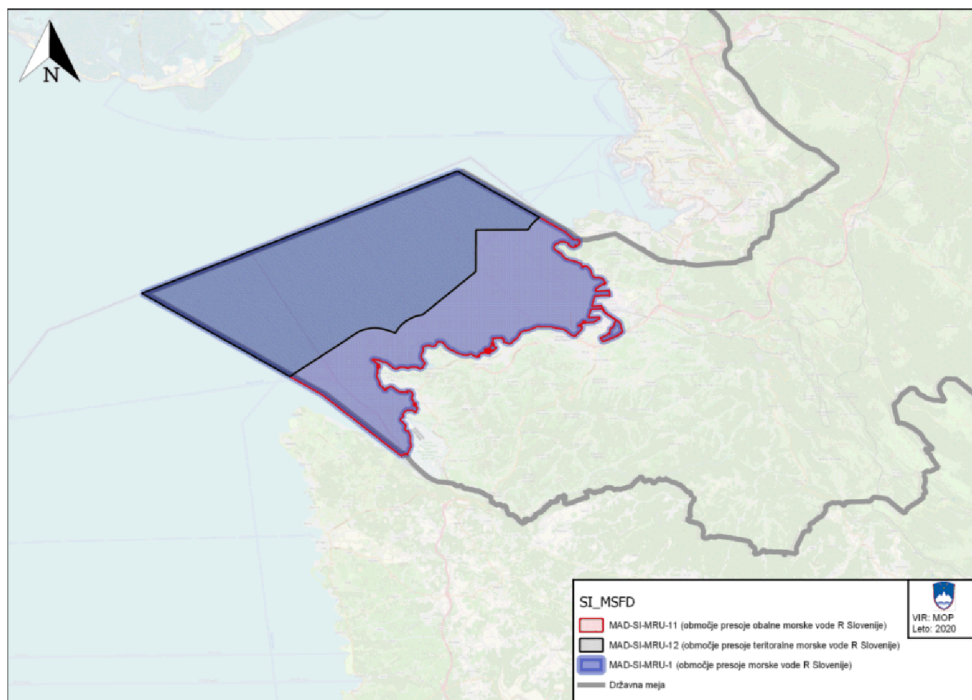 N
SI_MSFD
MAD-SI-MRU-11 (območje presoje obalne morske vode R Slovenije)
MAD-SI-MRU-12 (območje presoje teritoralne morske vode R Slovenije)
MAD-SI-MRU-1 (območje presoje morske vode R Slovenije)
Državna meja
VIR: MOP
Leto: 2020